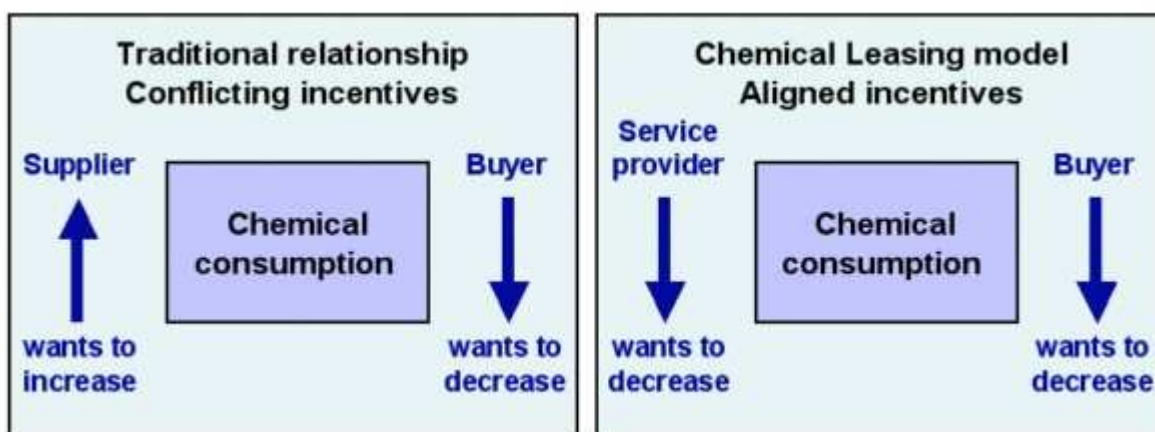 Traditional relationship
Conflicting incentives
Supplier
Buyer
Chemical
consumption
wants to
increase
wants to
decrease
Chemical Leasing model
Aligned incentives
Service
provider
Buyer
Chemical
consumption
wants to
decrease
wants to
decrease